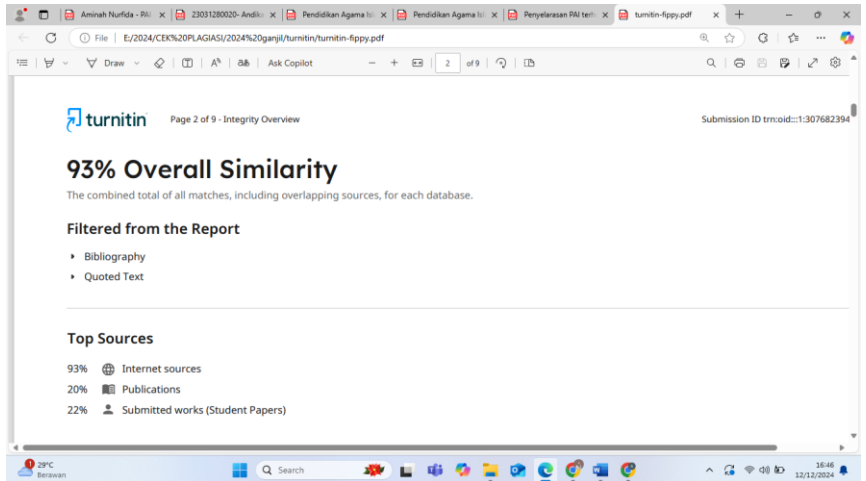 Aminah Nurfida - PAI
23031280020- Andika
Pendidikan Agama Isl
Pendidikan Agama Isl
Penyelarasan PAI terh
turnitin-fippy.pdf
File | E:/2024/CEK%20PLAGIASI/2024%20ganjil/turnitin/turnitin-fippy.pdf
Draw
Ask Copilot
2 of 9
turnitin
Page 2 of 9 - Integrity Overview
Submission ID trn:oid:::1:307682394
93% Overall Similarity
The combined total of all matches, including overlapping sources, for each database.
Filtered from the Report
Bibliography
Quoted Text
Top Sources
93% Internet sources
20% Publications
22% Submitted works (Student Papers)
1
29°C
Berawan
Search
16:46
12/12/2024